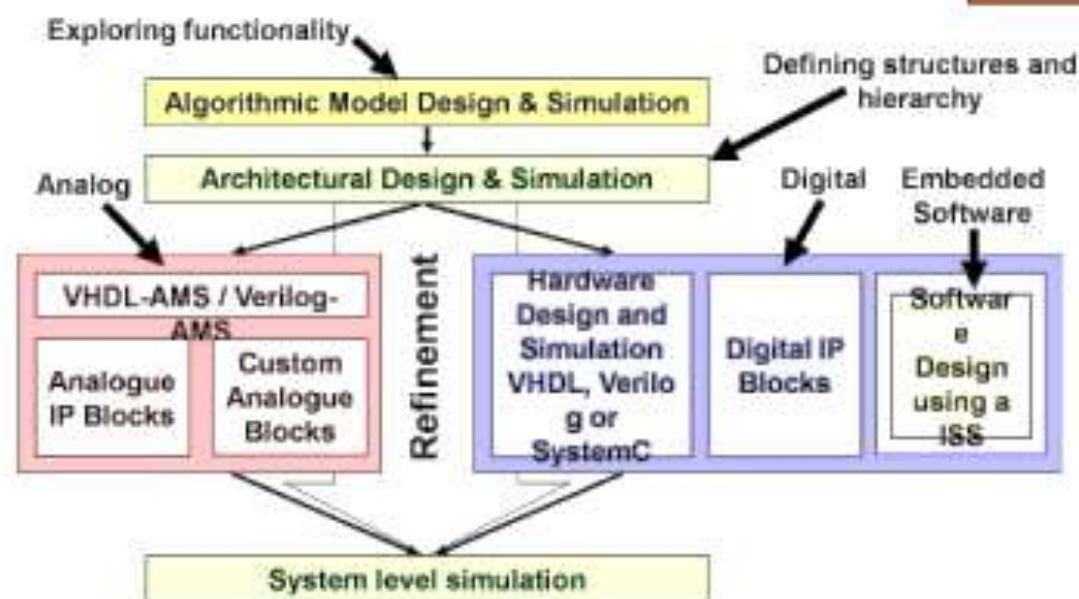 Exploring functionality
Defining structures and
hierarchy
Algorithmic Model Design & Simulation
Architectural Design & Simulation
Analog
Digital
Embedded
Software
VHDL-AMS / Verilog-
AMS
Analogue
IP Blocks
Custom
Analogue
Blocks
Refinement
Hardware
Design and
Simulation
VHDL, Verilo
g or
SystemC
Digital IP
Blocks
Softwar
e
Design
using a
ISS
System level simulation